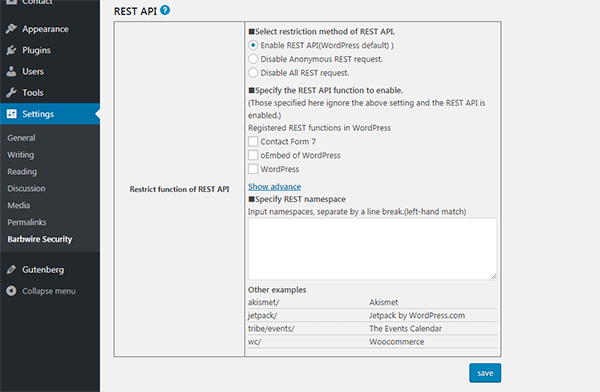 Contact
Appearance
Plugins
Users
Tools
Settings
General
Writing
Reading
Discussion
Media
Permalinks
Barbwire Security
Gutenberg
Collapse menu
REST API ?
Restrict function of REST API
■Select restriction method of REST API.
Enable REST API(WordPress default) )
Disable Anonymous REST request.
Disable All REST request.
■Specify the REST API function to enable.
(Those specified here ignore the above setting and the REST API is
enabled.)
Registered REST functions in WordPress
Contact Form 7
oEmbed of WordPress
WordPress
Show advance
■Specify REST namespace
Input namespaces, separate by a line break.(left-hand match)
Other examples
akismet/ Akismet
jetpack/ Jetpack by WordPress.com
tribe/events/ The Events Calendar
wc/ Woocommerce
save